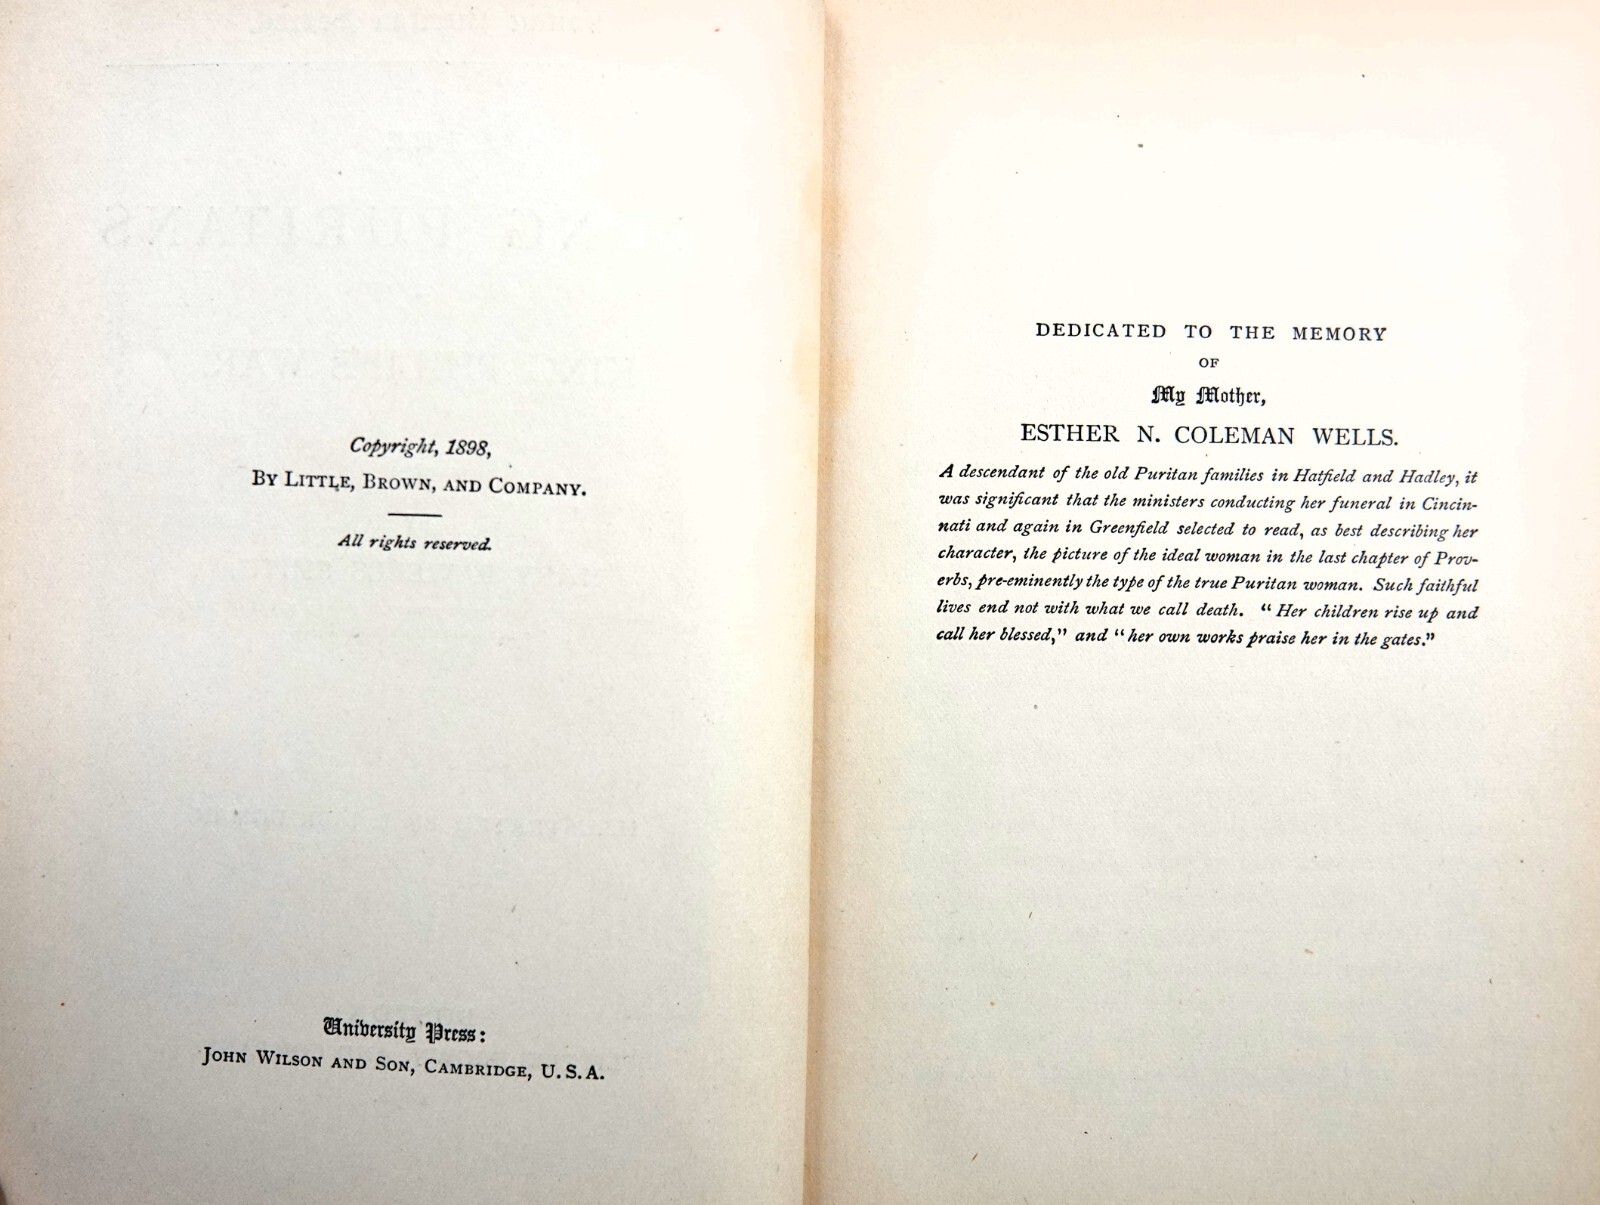 Copyright, 1898,
BY LITTLE, BROWN, AND COMPANY.
All rights reserved.
University Press:
JOHN WILSON AND SON, CAMBRIDGE, U. S. A.
DEDICATED TO THE MEMORY
OF
My Mother,
ESTHER N. COLEMAN WELLS.
A descendant of the old Puritan families in Hatfield and Hadley, it
was significant that the ministers conducting her funeral in Cincin-
nati and again in Greenfield selected to read, as best describing her
character, the picture of the ideal woman in the last chapter of Prov-
erbs, pre-eminently the type of the true Puritan woman. Such faithful
lives end not with what we call death. "Her children rise up and
call her blessed," and "her own works praise her in the gates."